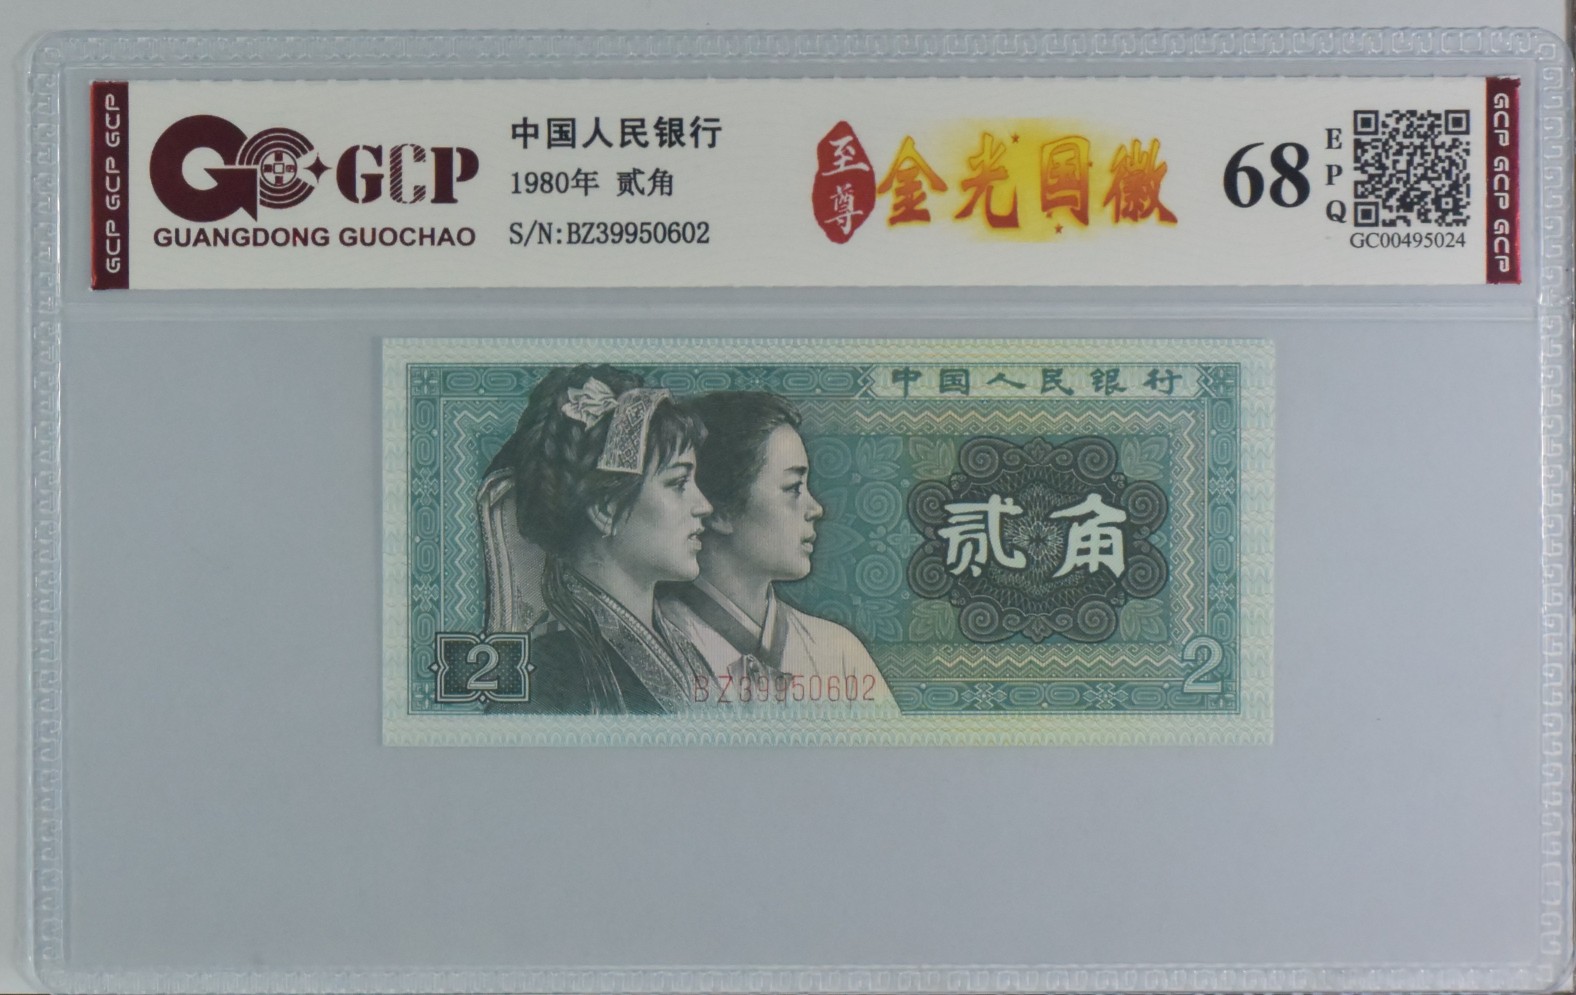 GCP GCP GCP
GCP
GUANGDONG GUOCHAO
中国人民银行
1980年 贰角
S/N:BZ39950602
至尊
金光国徽
68
EPQ
GC00495024
GCP GCP GCP
中国人民银行
贰角
2
2
BZ39950602